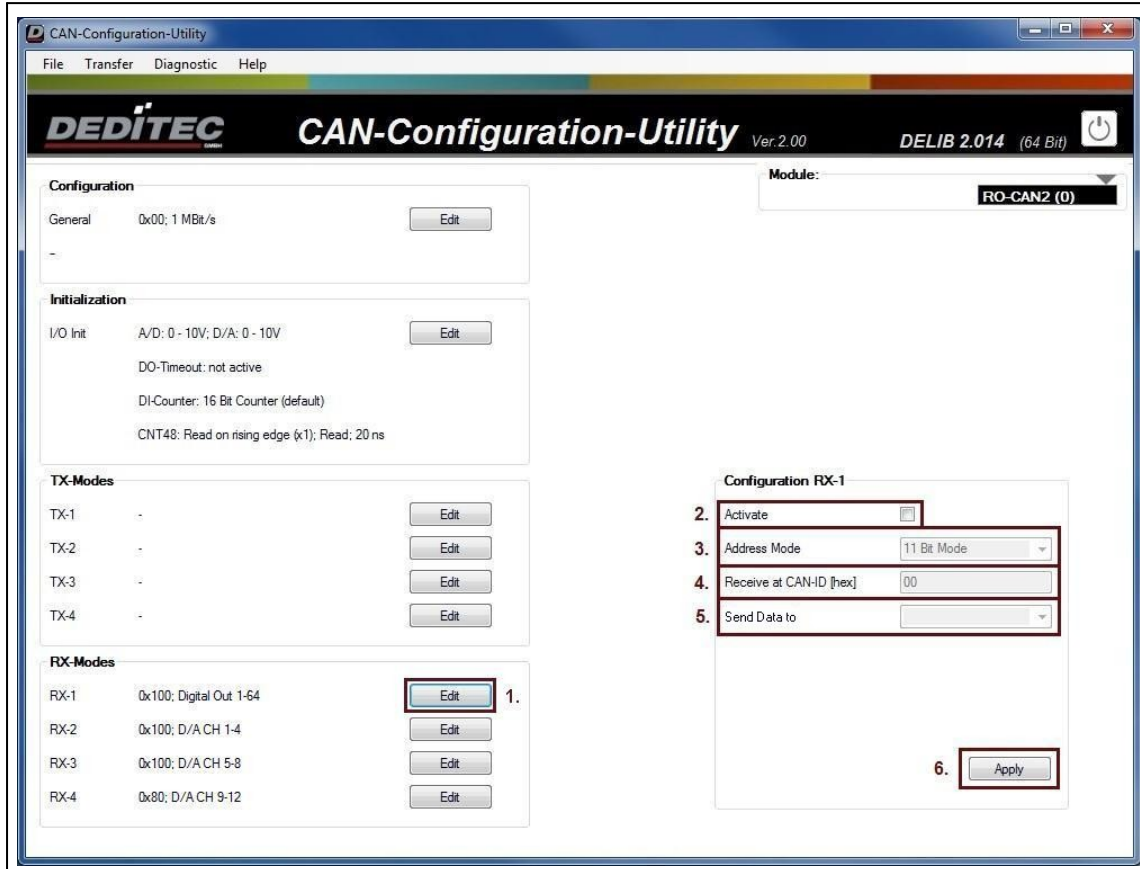 CAN-Configuration-Utility
File Transfer Diagnostic Help
DEDITEC GMBH CAN-Configuration-Utility Ver.2.00 DELIB 2.014 (64 Bit)
Module:
RO-CAN2 (0)
Configuration
General 0x00; 1 MBit/s Edit
-
Initialization
I/O Init A/D: 0 - 10V; D/A: 0 - 10V Edit
DO-Timeout: not active
DI-Counter: 16 Bit Counter (default)
CNT48: Read on rising edge (x1); Read; 20 ns
TX-Modes
TX-1 - Edit
TX-2 - Edit
TX-3 - Edit
TX-4 - Edit
RX-Modes
RX-1 0x100; Digital Out 1-64 Edit 1.
RX-2 0x100; D/A CH 1-4 Edit
RX-3 0x100; D/A CH 5-8 Edit
RX-4 0x80; D/A CH 9-12 Edit
Configuration RX-1
2. Activate
3. Address Mode 11 Bit Mode
4. Receive at CAN-ID [hex] 00
5. Send Data to
6. Apply